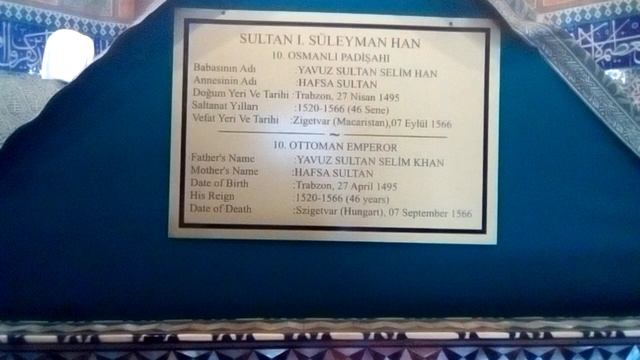 SULTAN I. SÜLEYMAN HAN
10. OSMANLI PADİŞAHI
Babasının Adı :YAVUZ SULTAN SELİM HAN
Annesinin Adı :HAFSA SULTAN
Doğum Yeri Ve Tarihi :Trabzon, 27 Nisan 1495
Saltanat Yılları :1520-1566 (46 Sene)
Vefat Yeri Ve Tarihi :Zigetvar (Macaristan),07 Eylül 1566
10. OTTOMAN EMPEROR
Father's Name :YAVUZ SULTAN SELİM KHAN
Mother's Name :HAFSA SULTAN
Date of Birth :Trabzon, 27 April 1495
His Reign :1520-1566 (46 years)
Date of Death :Szigetvar (Hungart), 07 September 1566